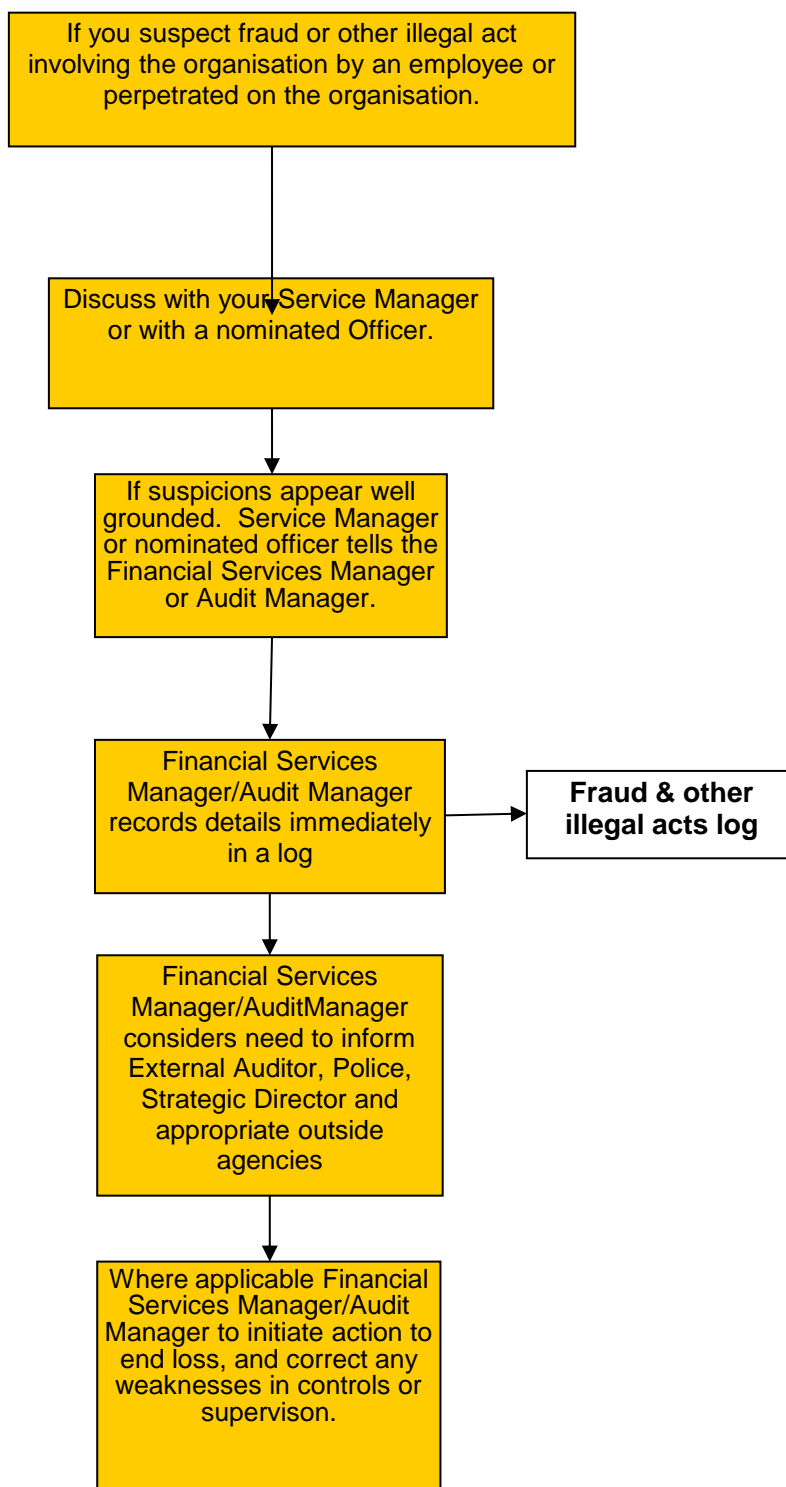 If you suspect fraud or other illegal act
involving the organisation by an employee or
perpetrated on the organisation.
Discuss with your Service Manager
or with a nominated Officer.
If suspicions appear well
grounded.  Service Manager
or nominated officer tells the
Financial Services Manager
or Audit Manager.
Financial Services
Manager/Audit Manager
records details immediately
in a log
Fraud & other
illegal acts log
Financial Services
Manager/AuditManager
considers need to inform
External Auditor, Police,
Strategic Director and
appropriate outside
agencies
Where applicable Financial
Services Manager/Audit
Manager to initiate action to
end loss, and correct any
weaknesses in controls or
supervison.